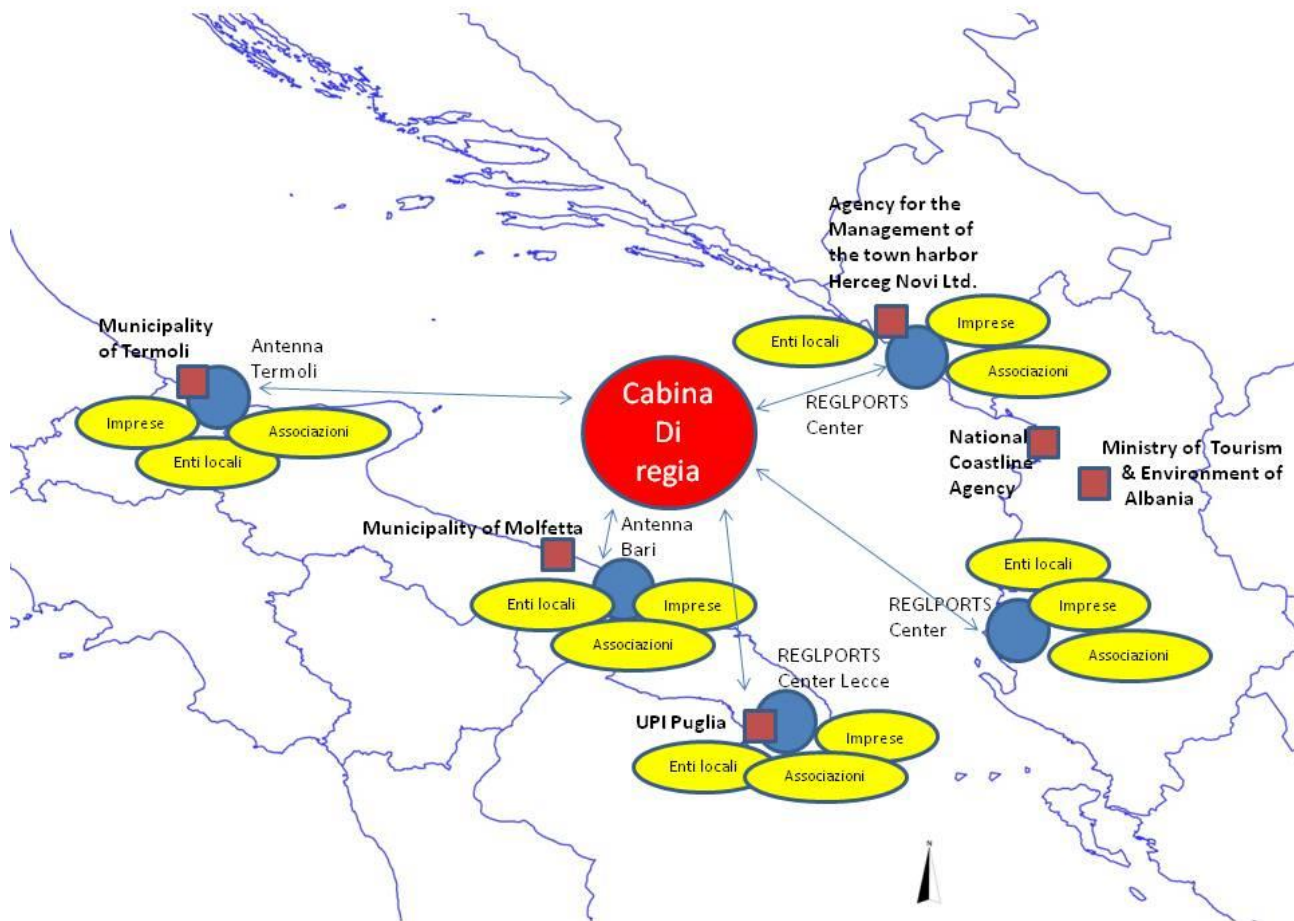 Agency for the
Management of
the town harbor
Herceg Novi Ltd.
Imprese
Enti locali
Associazioni
REGLPORTS
Center
Municipality
of Termoli
Antenna
Termoli
Imprese
Associazioni
Enti locali
Cabina
Di
regia
National
Coastline
Agency
Ministry of Tourism
& Environment of
Albania
Municipality of Molfetta
Antenna
Bari
Enti locali
Imprese
Associazioni
Enti locali
REGLPORTS
Center
Imprese
Associazioni
REGLPORTS
Center Lecce
UPI Puglia
Imprese
Enti locali
Associazioni
N